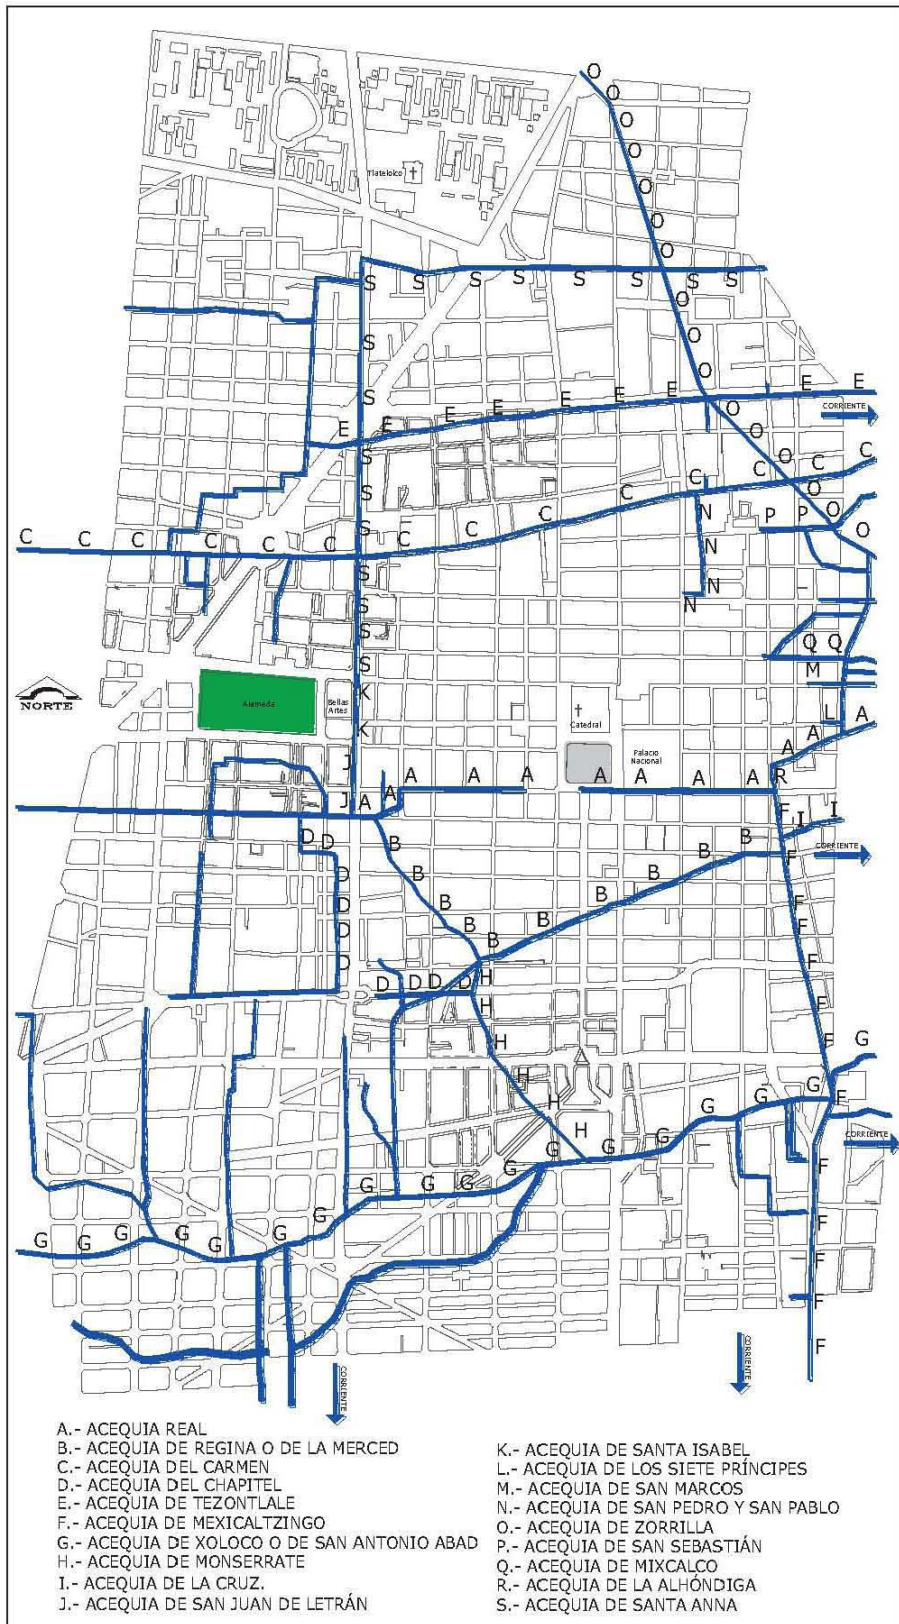 O
O
O
O
Tlatelolco
O
O
O
S S S S S S S S
O
S
O
O
S
E E E E E E E E E
CORRIENTE
O
O
S
O
C C C C C C C C C C C C C C
S
O
N
P P O
O
S
N
S
N
S
N
S
Q Q
S
M
NORTE
K
Alameda
Bellas
Artes
Catedral
L
K
Palacio
Nacional
A
A
J
A
A A A A A A
R
A
J A
F
I I
D D
B
B
F
CORRIENTE
B
D
B
B
F
D
B
B
D
B
B
F
B
F
D
D D D D
H
F
H
F
H
F
G
H
G
F
H
G
G
H
G
CORRIENTE
G
G
G
F
G
G G
G
F
G G G G G G
F
F
F
CORRIENTE
CORRIENTE
A.- ACEQUIA REAL
B.- ACEQUIA DE REGINA O DE LA MERCED
C.- ACEQUIA DEL CARMEN
D.- ACEQUIA DEL CHAPITEL
E.- ACEQUIA DE TEZONTLALE
F.- ACEQUIA DE MEXICALTZINGO
G.- ACEQUIA DE XOLOCO O DE SAN ANTONIO ABAD
H.- ACEQUIA DE MONSERRATE
I.- ACEQUIA DE LA CRUZ.
J.- ACEQUIA DE SAN JUAN DE LETRÁN
K.- ACEQUIA DE SANTA ISABEL
L.- ACEQUIA DE LOS SIETE PRÍNCIPES
M.- ACEQUIA DE SAN MARCOS
N.- ACEQUIA DE SAN PEDRO Y SAN PABLO
O.- ACEQUIA DE ZORRILLA
P.- ACEQUIA DE SAN SEBASTIÁN
Q.- ACEQUIA DE MIXCALCO
R.- ACEQUIA DE LA ALHÓNDIGA
S.- ACEQUIA DE SANTA ANNA